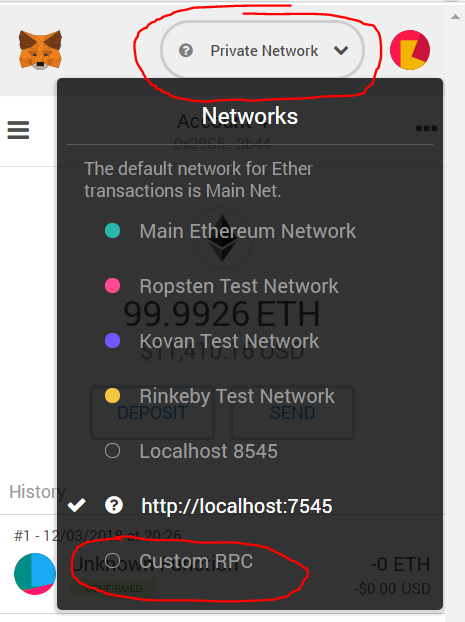 Private Network
Networks
Account 1
0x39C5...3b44
The default network for Ether
transactions is Main Net.
Main Ethereum Network
Ropsten Test Network
99.9926 ETH
Kovan Test Network
$11,410.16 USD
Rinkeby Test Network
DEPOSIT
SEND
Localhost 8545
History
http://localhost:7545
#1 - 12/03/2018 at 20:26
Custom RPC
Unknown Function
-0 ETH
CONFIRMED
-$0.00 USD